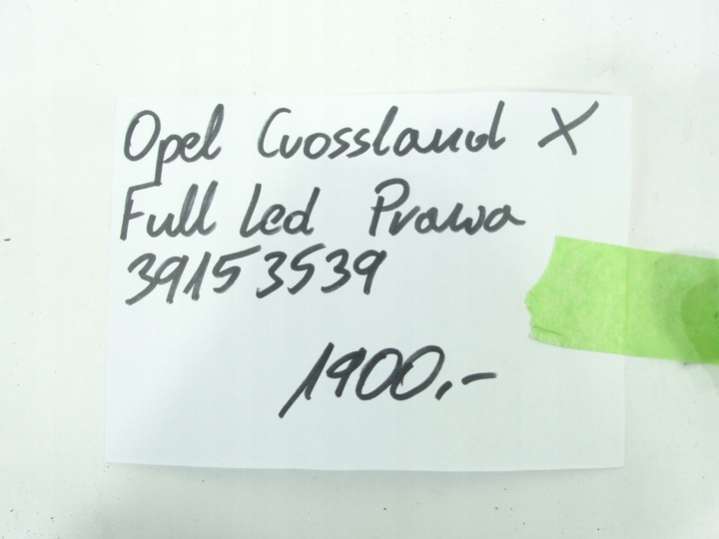 Opel Crossland X
Full led Prawa
39153539
1900,-